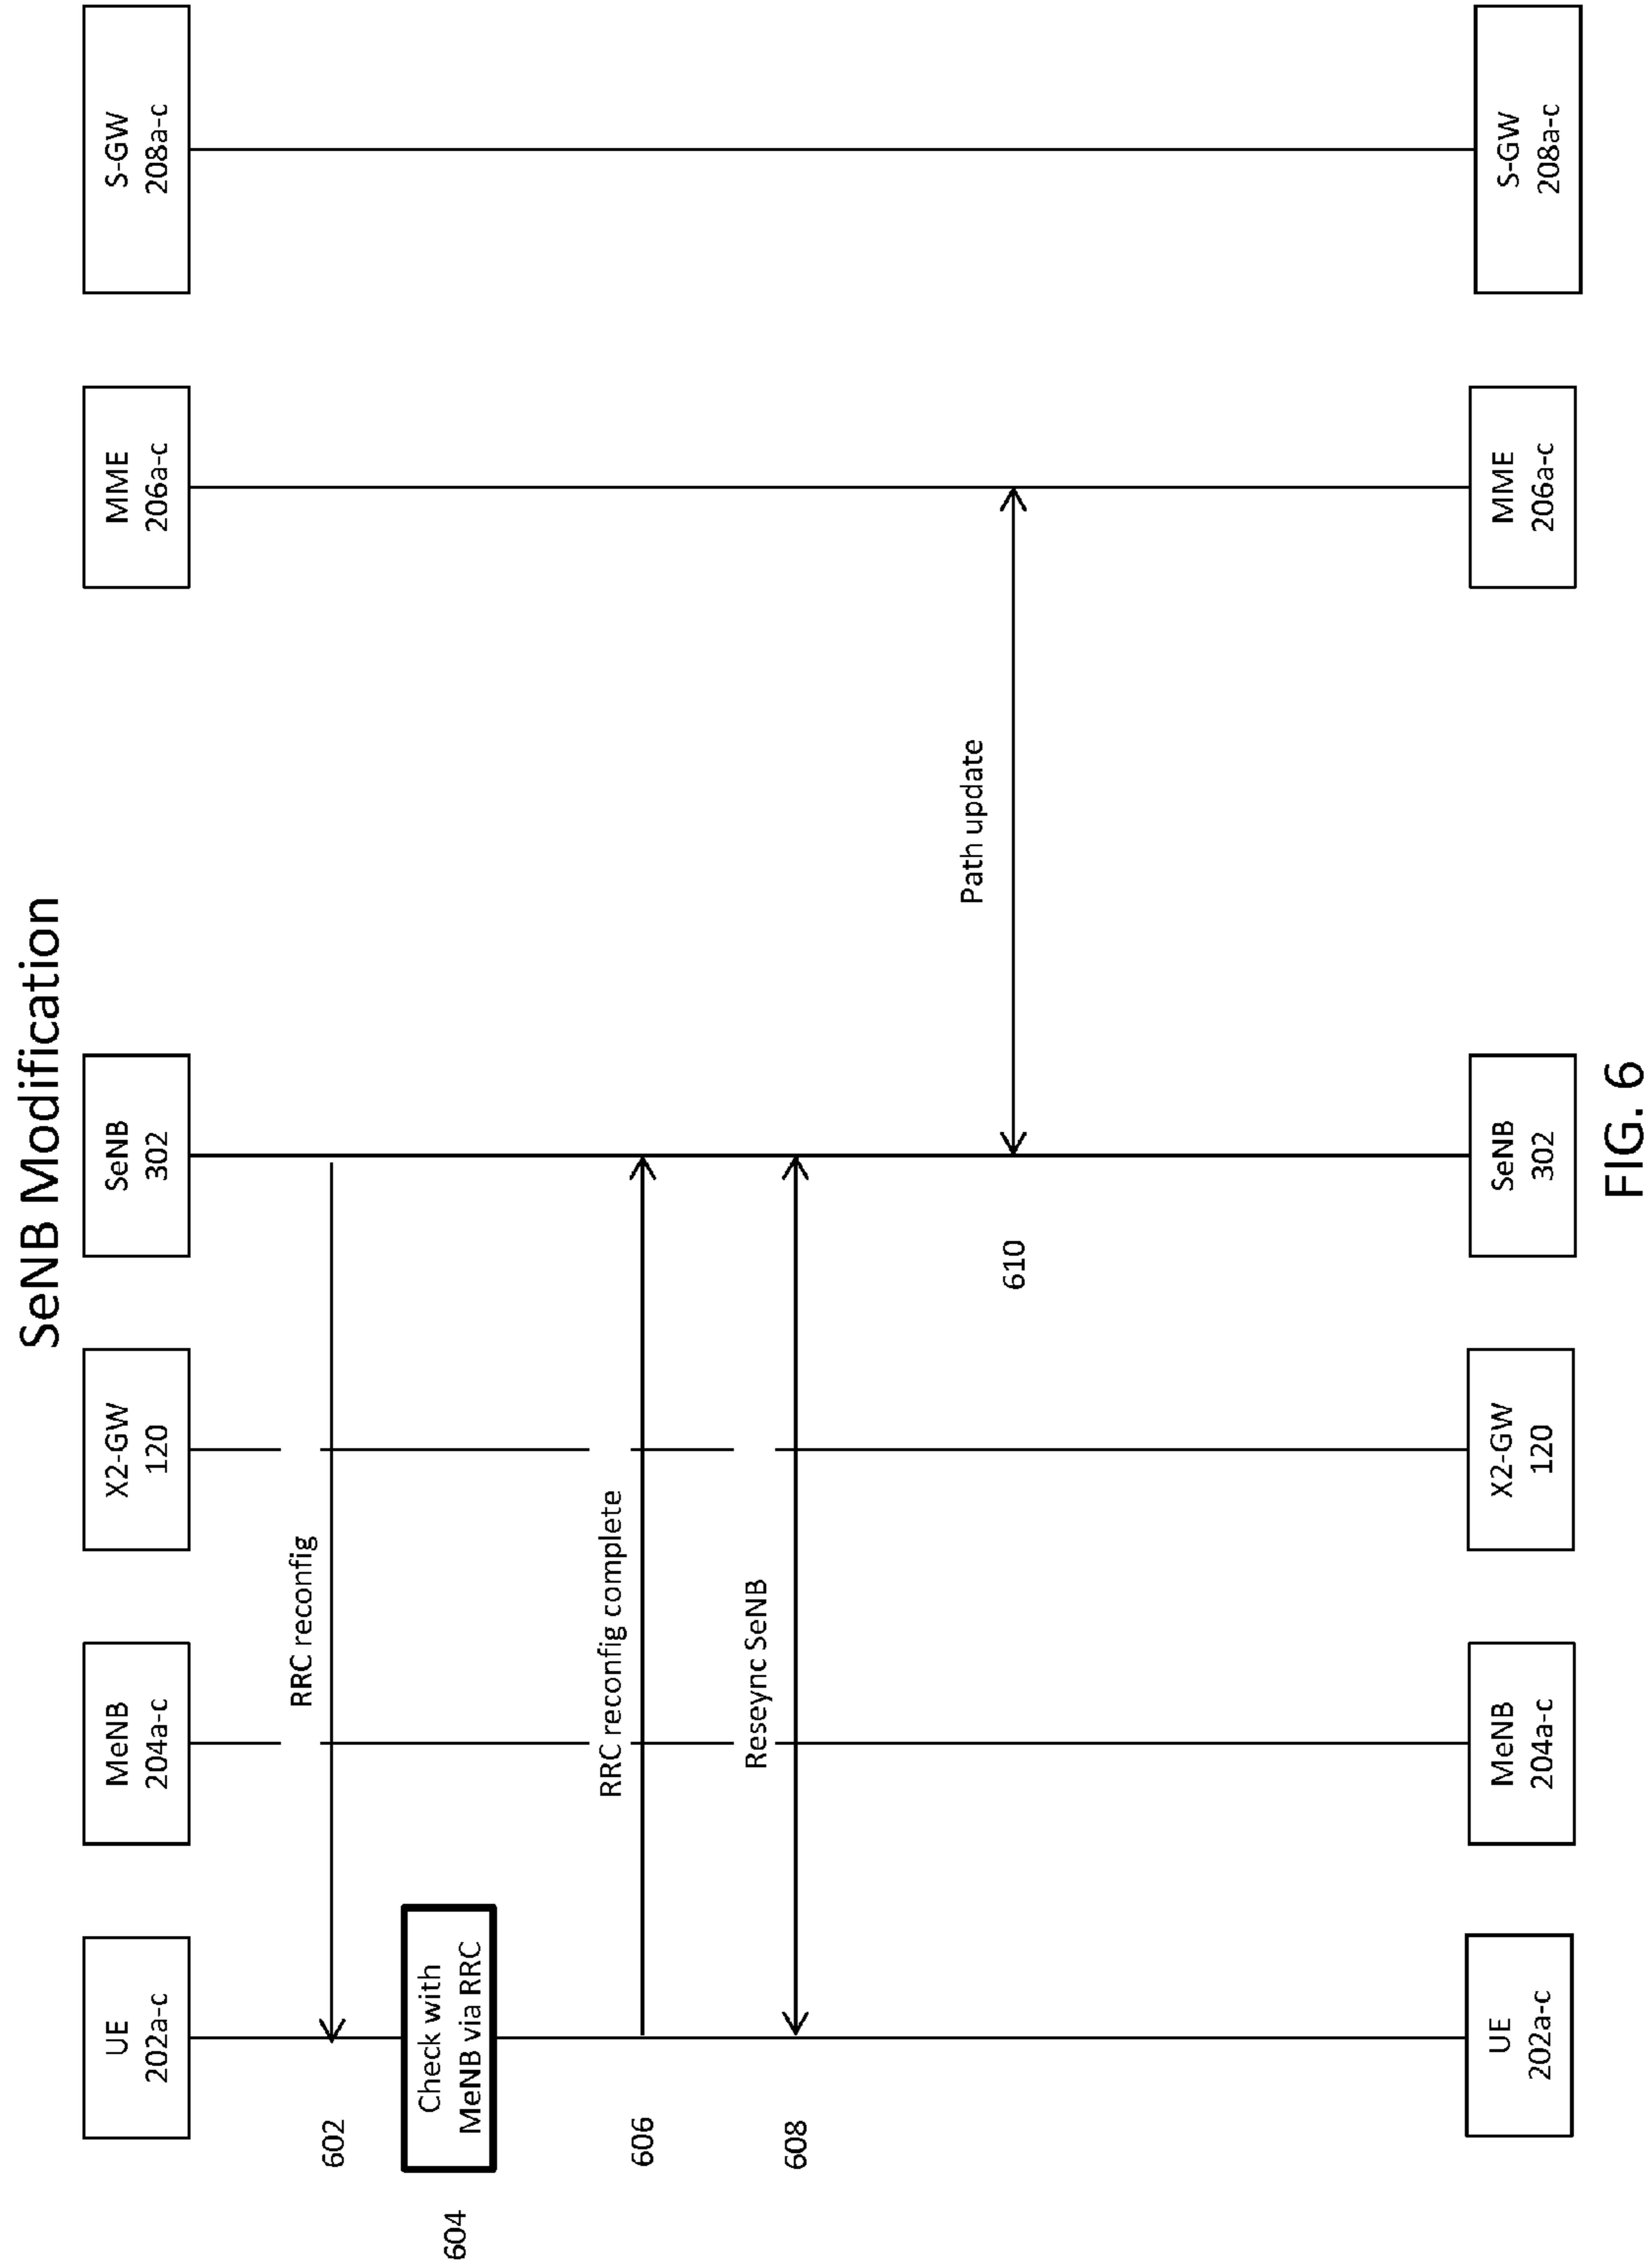 SeNB Modification
UE
202a-c
MeNB
204a-c
X2-GW
120
SeNB
302
MME
206a-c
S-GW
208a-c
602
RRC reconfig
604
Check with
MeNB via RRC
606
RRC reconfig complete
608
Resync SeNB
610
Path update
UE
202a-c
MeNB
204a-c
X2-GW
120
SeNB
302
MME
206a-c
S-GW
208a-c
FIG. 6